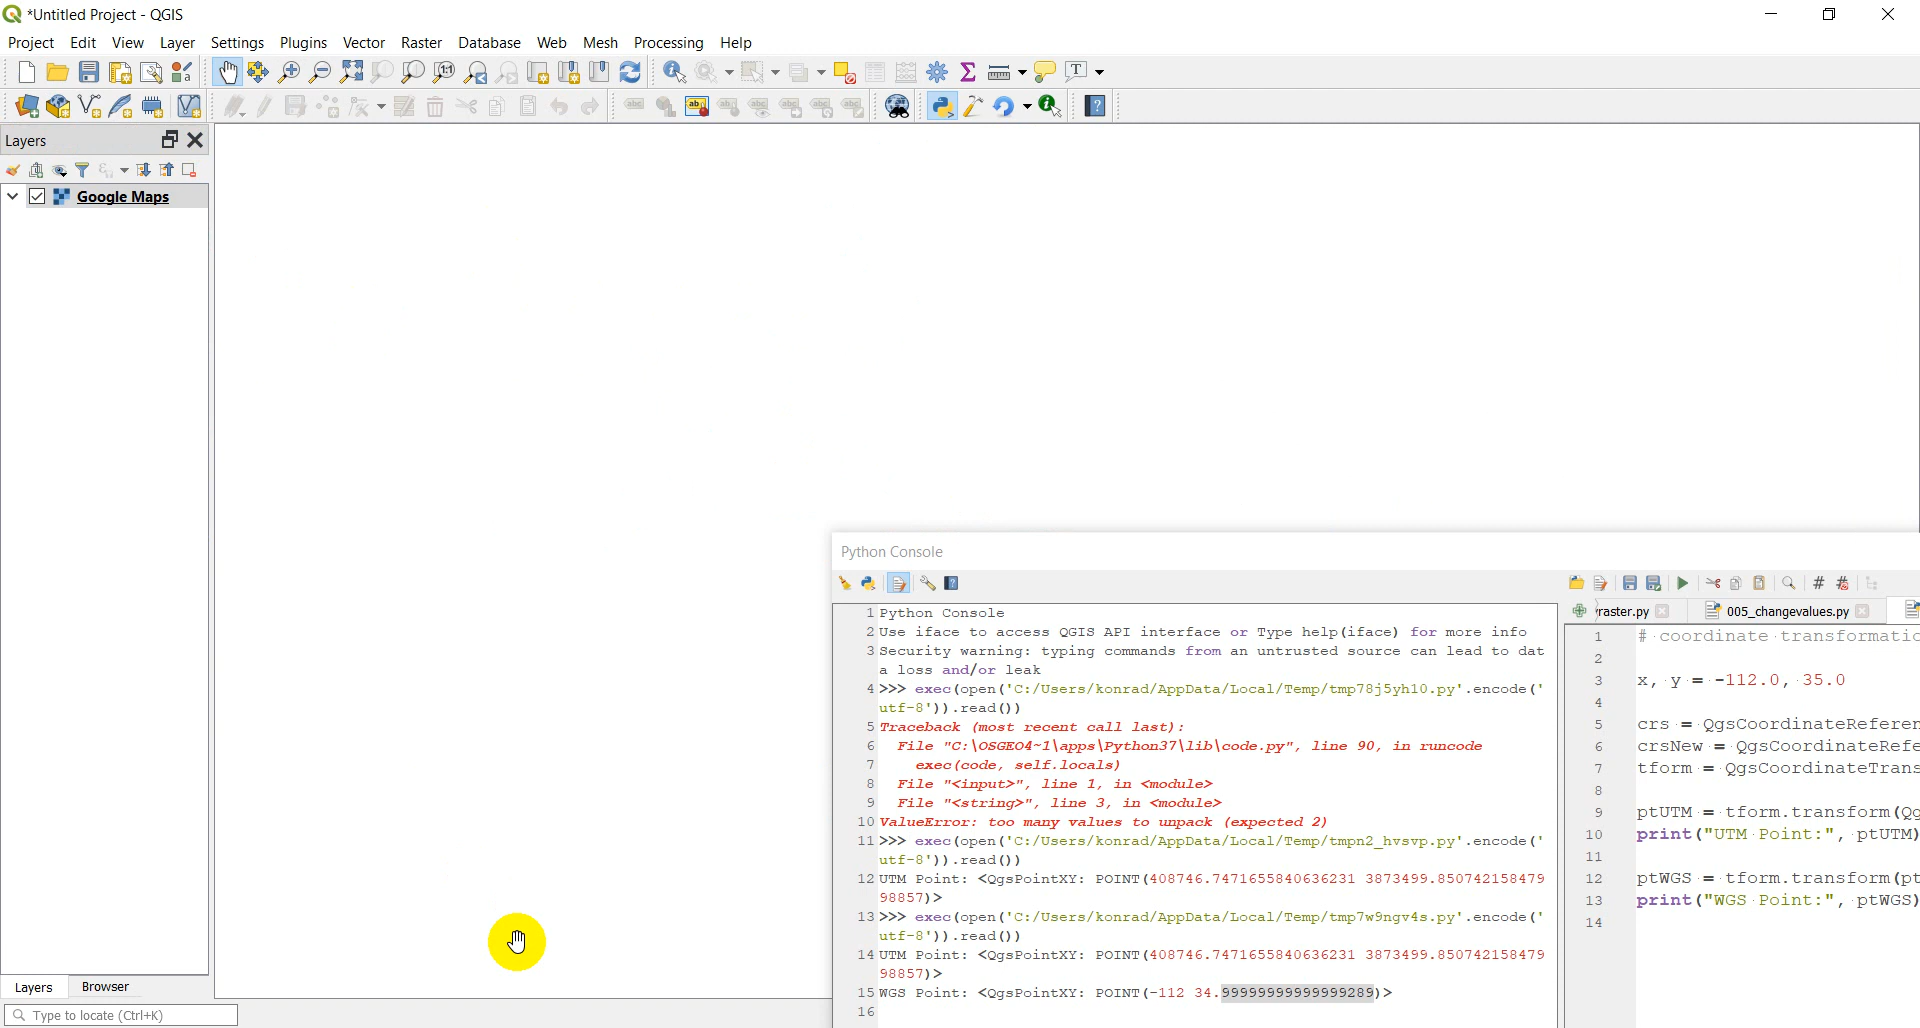 *Untitled Project - QGIS
Project Edit View Layer Settings Plugins Vector Raster Database Web Mesh Processing Help
Layers
Google Maps
Python Console
1 Python Console
2 Use iface to access QGIS API interface or Type help(iface) for more info
3 Security warning: typing commands from an untrusted source can lead to dat
a loss and/or leak
4 >>> exec(open('C:/Users/konrad/AppData/Local/Temp/tmp78j5yh10.py'.encode('
utf-8')).read())
5 Traceback (most recent call last):
6 File "C:\OSGEO4~1\apps\Python37\lib\code.py", line 90, in runcode
7 exec(code, self.locals)
8 File "<input>", line 1, in <module>
9 File "<string>", line 3, in <module>
10 ValueError: too many values to unpack (expected 2)
11 >>> exec(open('C:/Users/konrad/AppData/Local/Temp/tmpn2_hvsvp.py'.encode('
utf-8')).read())
12 UTM Point: <QgsPointXY: POINT(408746.7471655840636231 3873499.850742158479
98857)>
13 >>> exec(open('C:/Users/konrad/AppData/Local/Temp/tmp7w9ngv4s.py'.encode('
utf-8')).read())
14 UTM Point: <QgsPointXY: POINT(408746.7471655840636231 3873499.850742158479
98857)>
15 WGS Point: <QgsPointXY: POINT(-112 34.99999999999999289)>
16
raster.py 005_changevalues.py
1 # coordinate transformatio
2
3 x, y = -112.0, 35.0
4
5 crs = QgsCoordinateReferen
6 crsNew = QgsCoordinateRefe
7 tform = QgsCoordinateTrans
8
9 ptUTM = tform.transform(Qg
10 print("UTM Point:", ptUTM)
11
12 ptWGS = tform.transform(pt
13 print("WGS Point:", ptWGS)
14
Layers Browser
Type to locate (Ctrl+K)